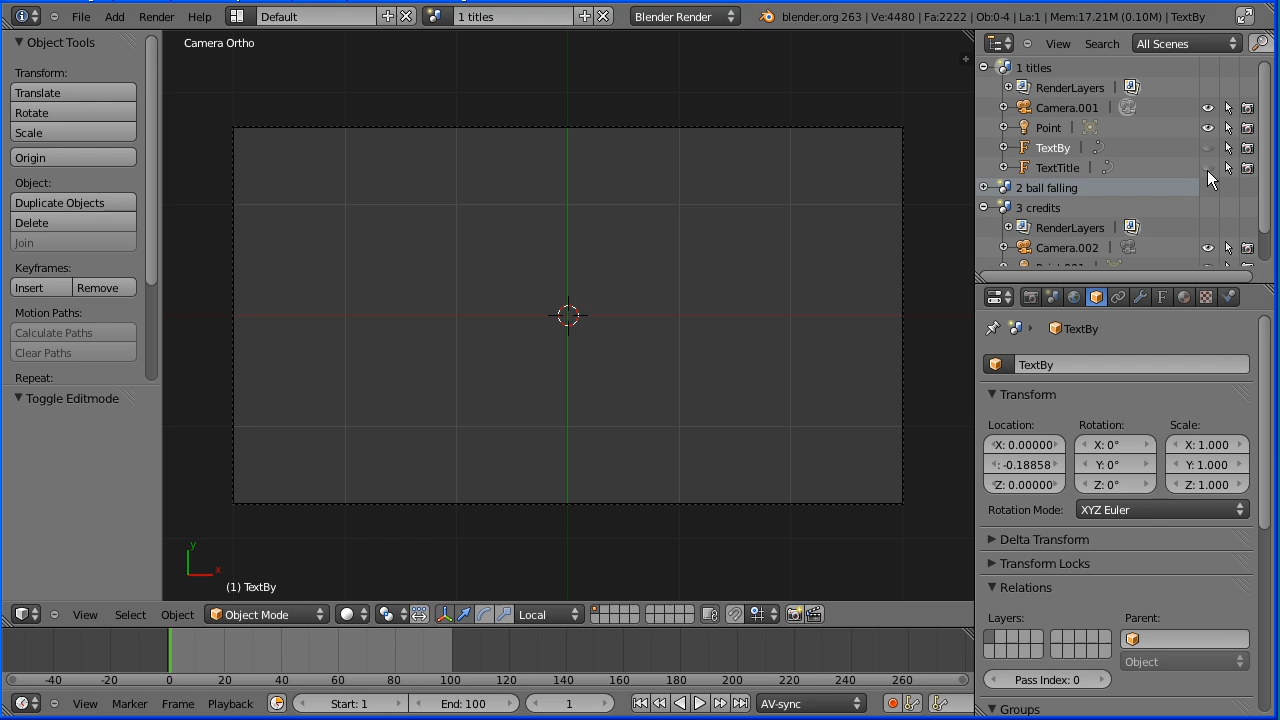 File Add Render Help Default 1 titles Blender Render blender.org 263 | Ve:4480 | Fa:2222 | Ob:0-4 | La:1 | Mem:17.21M (0.10M) | TextBy
Object Tools
Transform:
Translate
Rotate
Scale
Origin
Object:
Duplicate Objects
Delete
Join
Keyframes:
Insert Remove
Motion Paths:
Calculate Paths
Clear Paths
Repeat:
Toggle Editmode
Camera Ortho
y
x
(1) TextBy
View Select Object Object Mode Local
-40 -20 0 20 40 60 80 100 120 140 160 180 200 220 240 260
View Marker Frame Playback Start: 1 End: 100 1 AV-sync
View Search All Scenes
1 titles
RenderLayers
Camera.001
Point
TextBy
TextTitle
2 ball falling
3 credits
RenderLayers
Camera.002
TextBy
TextBy
Transform
Location: Rotation: Scale:
X: 0.00000 X: 0° X: 1.000
: -0.18858 Y: 0° Y: 1.000
Z: 0.00000 Z: 0° Z: 1.000
Rotation Mode: XYZ Euler
Delta Transform
Transform Locks
Relations
Layers: Parent:
Object
Pass Index: 0
Groups